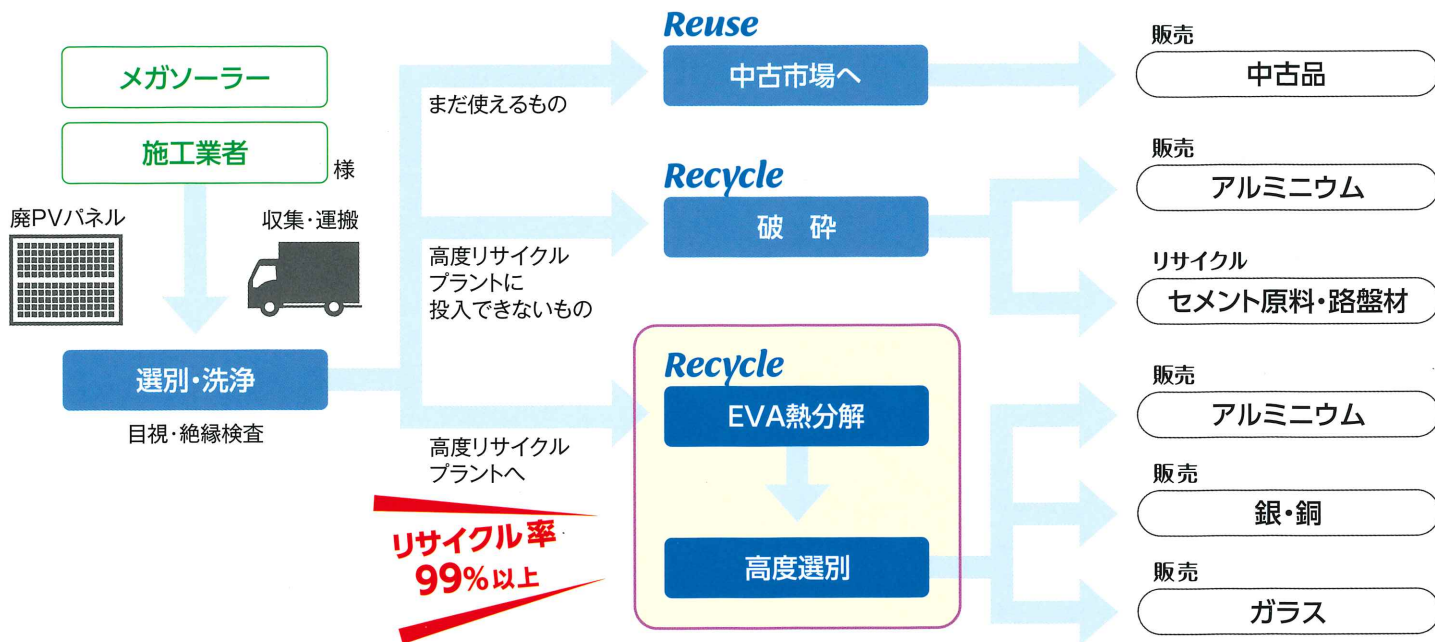 メガソーラー
施工業者
様
廃PVパネル
収集・運搬
選別・洗浄
目視・絶縁検査
まだ使えるもの
Reuse
中古市場へ
販売
中古品
高度リサイクル
プラントに
投入できないもの
Recycle
破 砕
販売
アルミニウム
リサイクル
セメント原料・路盤材
高度リサイクル
プラントへ
リサイクル率
99%以上
Recycle
EVA熱分解
高度選別
販売
アルミニウム
販売
銀・銅
販売
ガラス